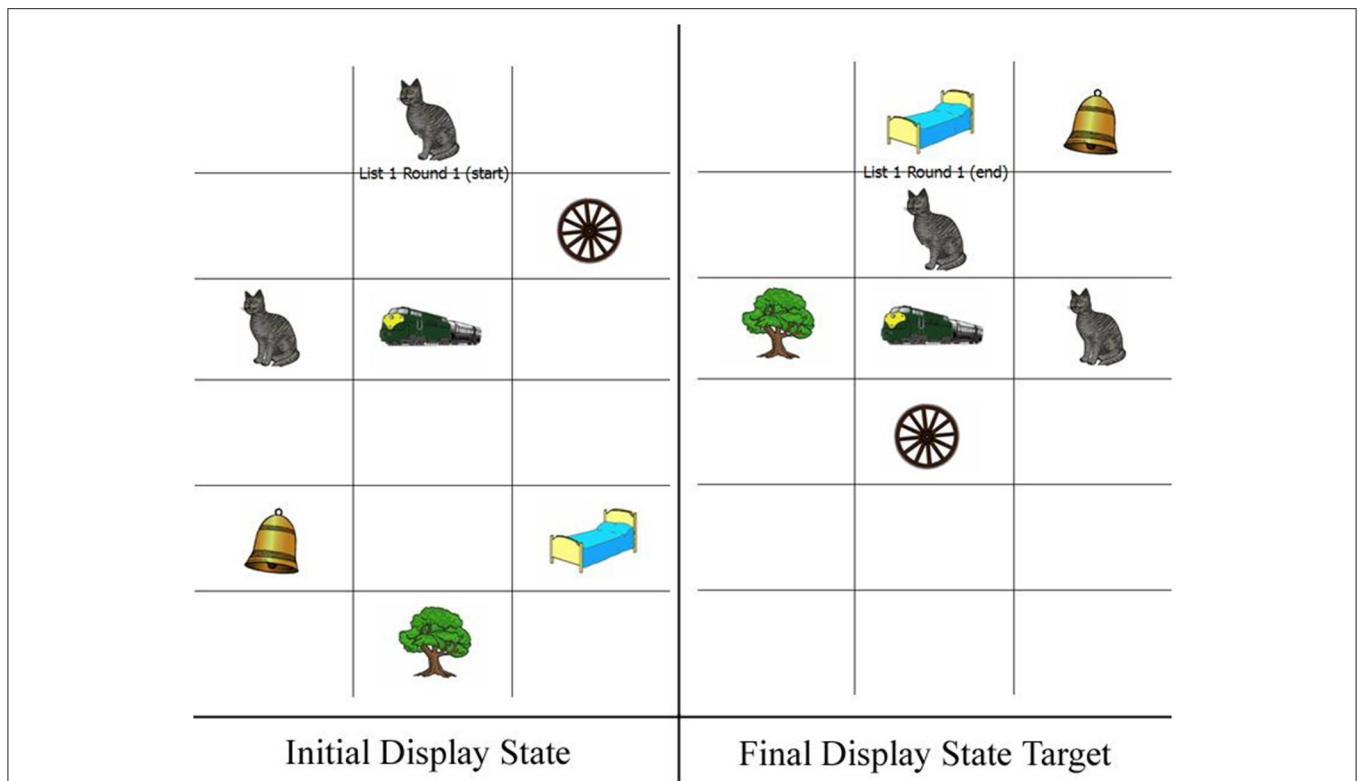 List 1 Round 1 (start)
List 1 Round 1 (end)
Initial Display State
Final Display State Target